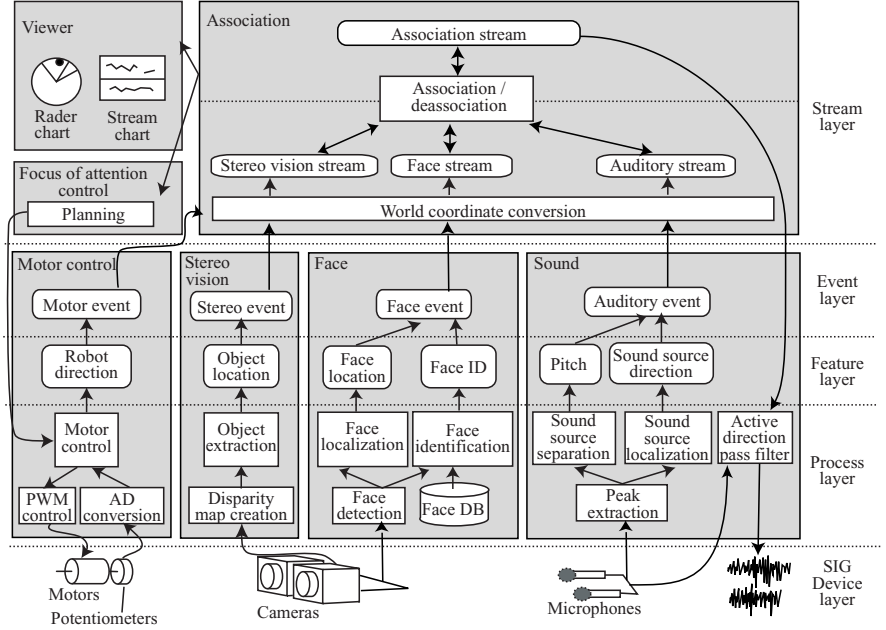 Viewer
Rader
chart
Stream
chart
Association
Association stream
Association /
deassociation
Stereo vision stream
Face stream
Auditory stream
World coordinate conversion
Stream
layer
Focus of attention
control
Planning
Motor control
Motor event
Robot
direction
Motor
control
PWM
control
AD
conversion
Motors
Potentiometers
Stereo
vision
Stereo event
Object
location
Object
extraction
Disparity
map creation
Cameras
Face
Face event
Face
location
Face ID
Face
localization
Face
identification
Face
detection
Face DB
Sound
Auditory event
Pitch
Sound source
direction
Sound
source
separation
Sound
source
localization
Active
direction
pass filter
Peak
extraction
Microphones
Event
layer
Feature
layer
Process
layer
SIG
Device
layer